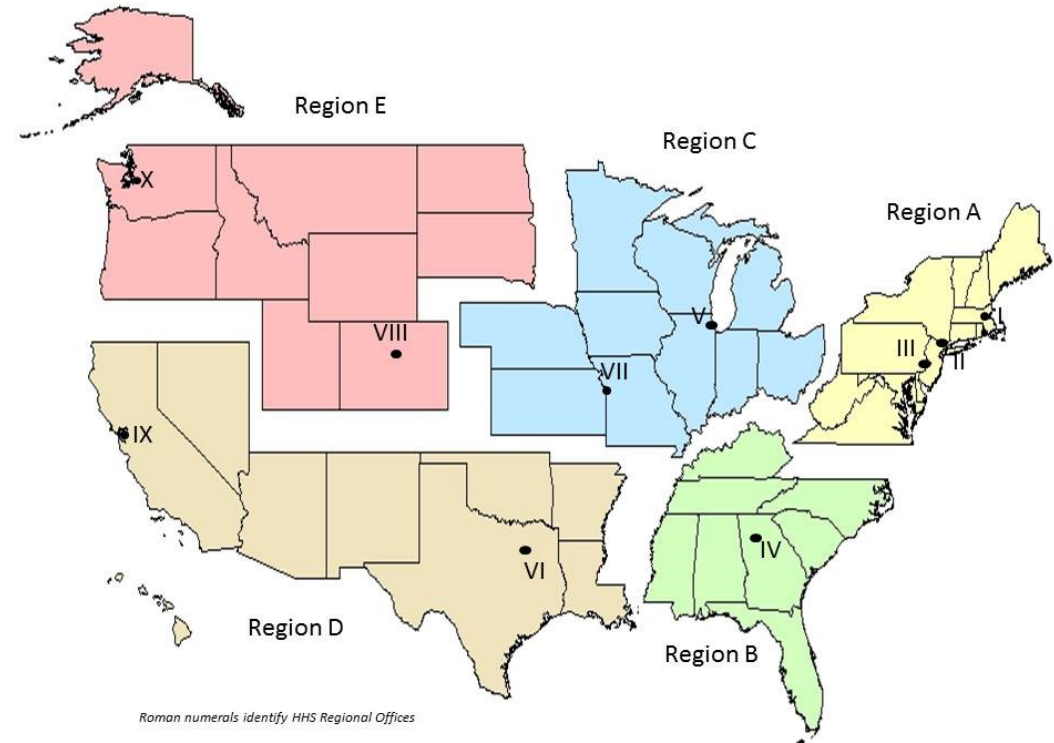 Region E
Region C
X
Region A
VIII
V
I
III
II
VII
IX
IV
VI
Region D
Region B
Roman numerals identify HHS Regional Offices